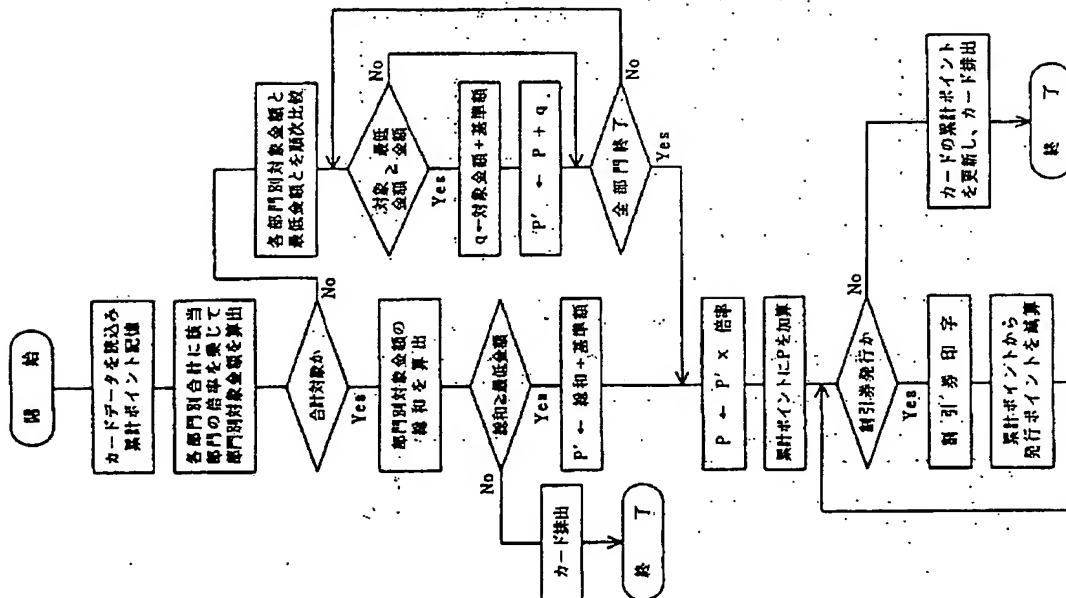 開始
カードデータを読込み
累計ポイント記憶
各部門別合計に該当
部門の倍率を乗じて
部門別対象金額を算出
合計対象か
No
Yes
部門別対象金額の
総和を算出
総和≧最低金額
No
Yes
カード排出
終了
P' ← 総和÷基準額
各部門別対象金額と
最低金額とを順次比較
対象金額 ≧ 最低金額
No
Yes
q←対象金額÷基準額
P' ← P + q
全部門終了
No
Yes
P ← P' × 倍率
累計ポイントにPを加算
割引券発行か
No
Yes
割引券印字
累計ポイントから
発行ポイントを減算
カードの累計ポイント
を更新し、カード排出
終了